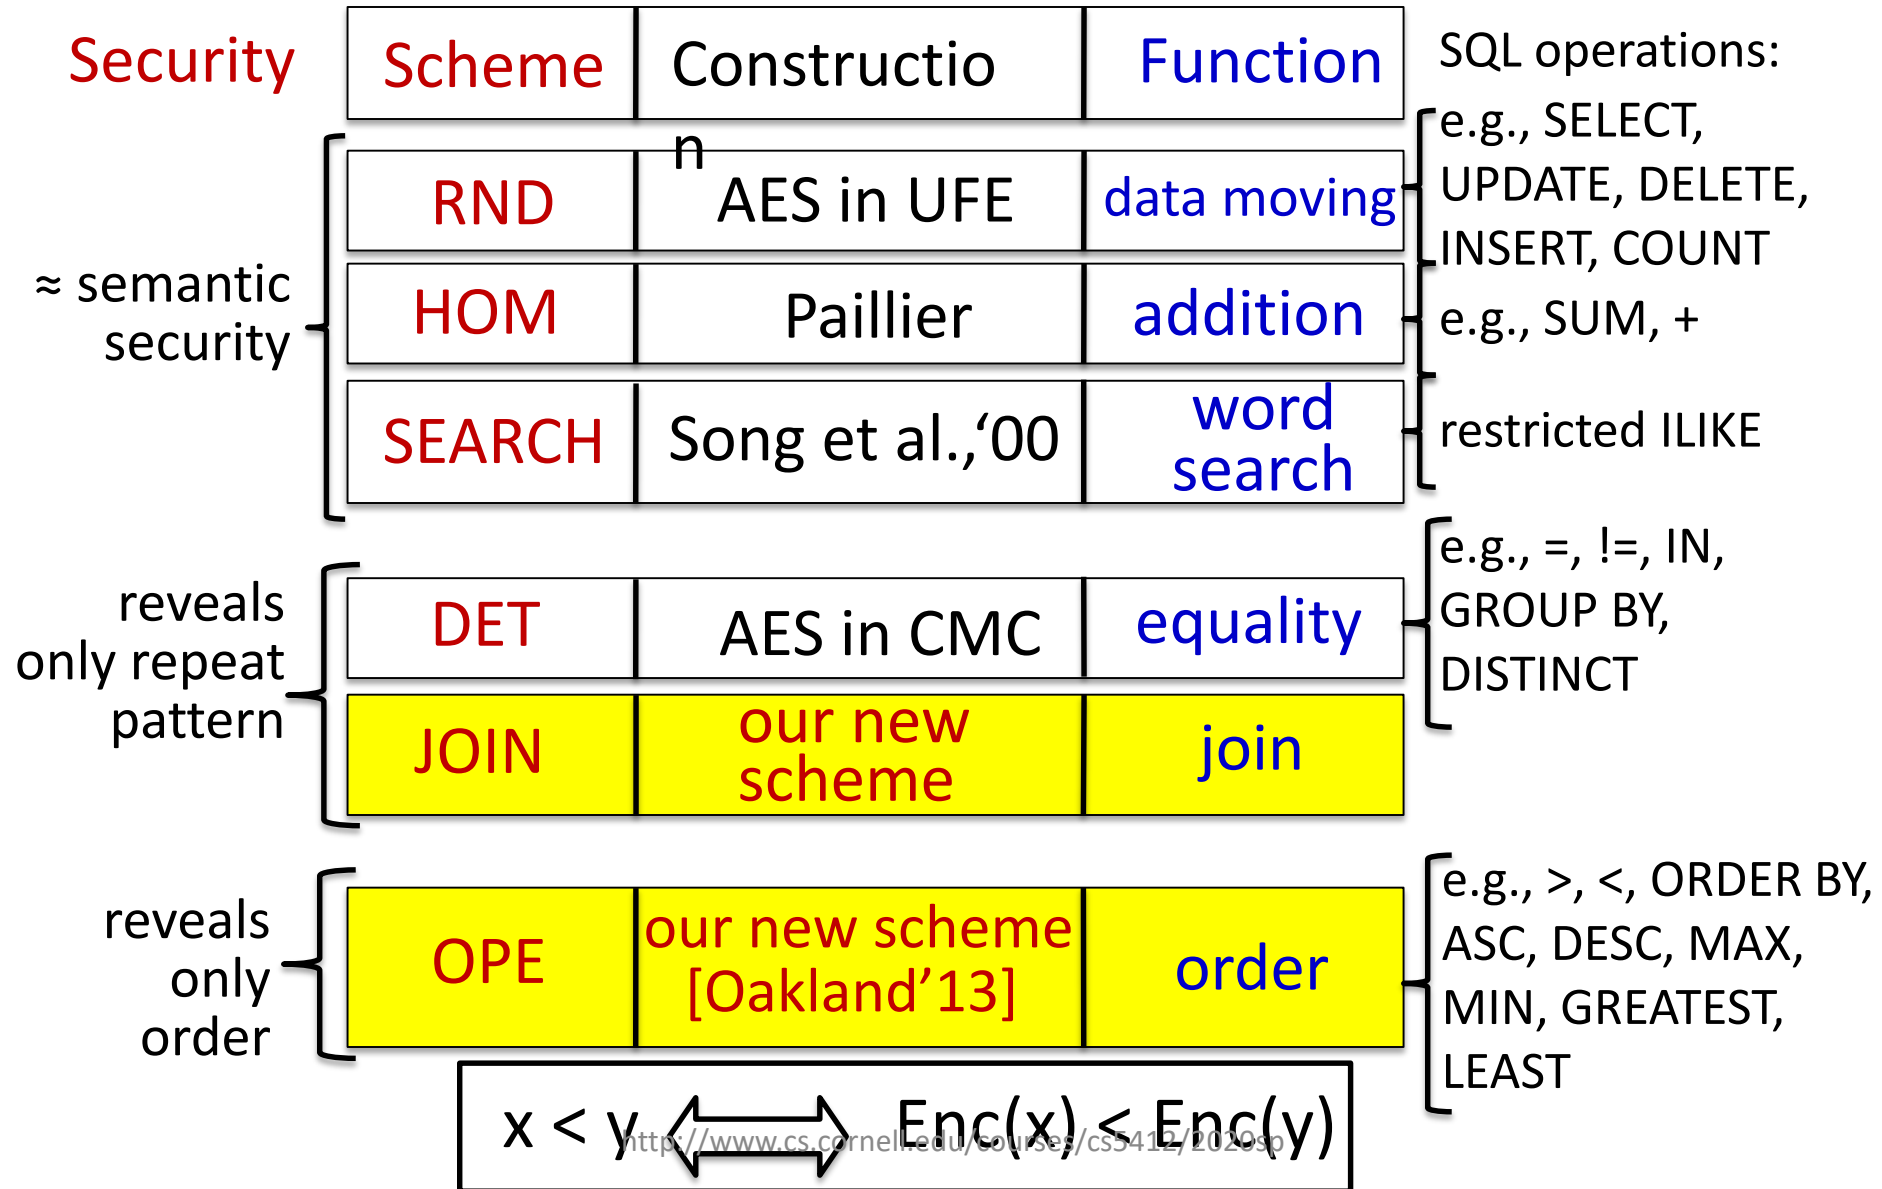 Security
Scheme
Constructio
n
Function
SQL operations:
≈ semantic
security
RND
AES in UFE
data moving
e.g., SELECT,
UPDATE, DELETE,
INSERT, COUNT
HOM
Paillier
addition
e.g., SUM, +
SEARCH
Song et al.,‘00
word
search
restricted ILIKE
reveals
only repeat
pattern
DET
AES in CMC
equality
e.g., =, !=, IN,
GROUP BY,
DISTINCT
JOIN
our new
scheme
join
reveals
only
order
OPE
our new scheme
[Oakland’13]
order
e.g., >, <, ORDER BY,
ASC, DESC, MAX,
MIN, GREATEST,
LEAST
x < y
Enc(x) < Enc(y)
http://www.cs.cornell.edu/courses/cs5412/2020sp